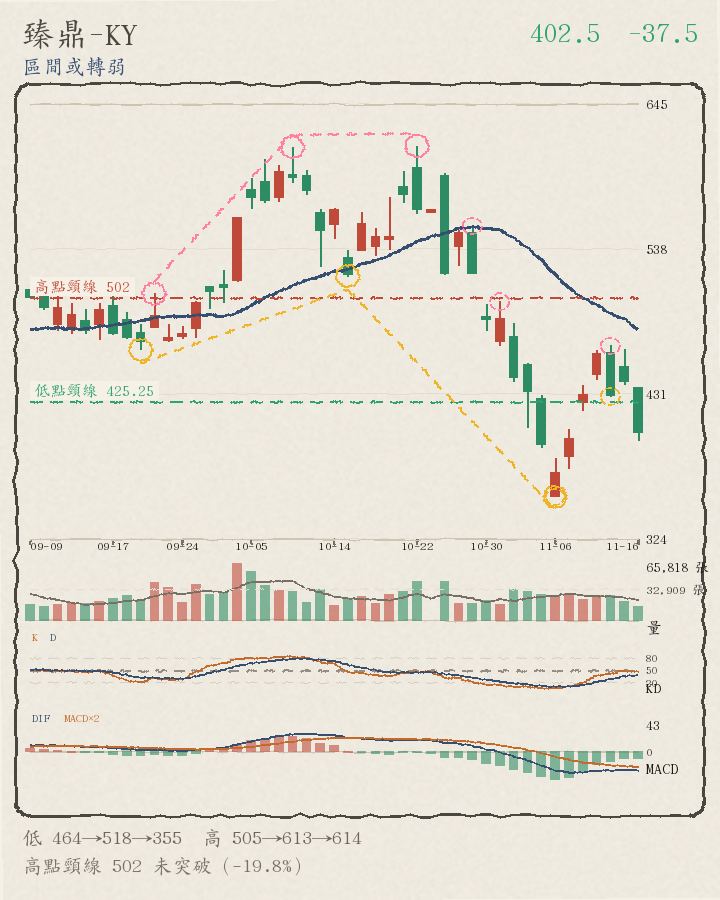 臻鼎-KY 402.5 -37.5
區間或轉弱
645
538
高點頸線 502
低點頸線 425.25
431
324
09-09 09-17 09-24 10-05 10-14 10-22 10-30 11-06 11-16
65,818 張
32,909 張
量
K D
80
50
20
KD
DIF MACD×2
43
0
MACD
低 464→518→355 高 505→613→614
高點頸線 502 未突破 (-19.8%)